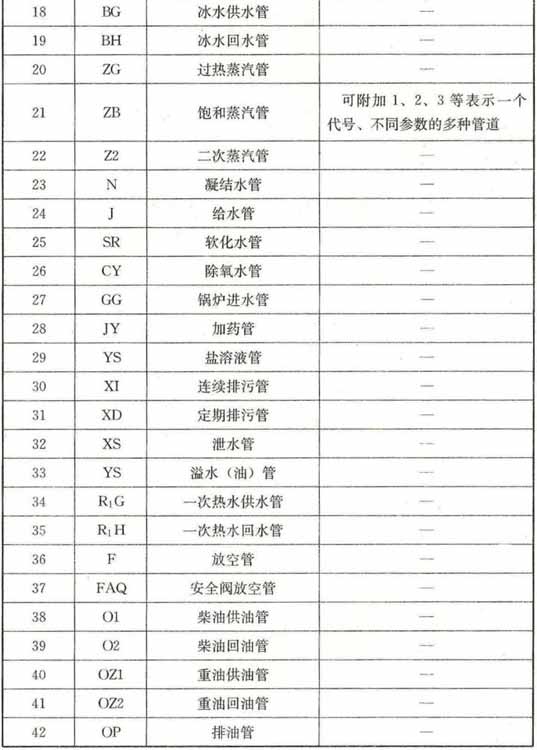 18 BG 冰水供水管 —
19 BH 冰水回水管 —
20 ZG 过热蒸汽管 —
21 ZB 饱和蒸汽管 可附加1、2、3等表示一个
代号、不同参数的多种管道
22 Z2 二次蒸汽管 —
23 N 凝结水管 —
24 J 给水管 —
25 SR 软化水管 —
26 CY 除氧水管 —
27 GG 锅炉进水管 —
28 JY 加药管 —
29 YS 盐溶液管 —
30 XI 连续排污管 —
31 XD 定期排污管 —
32 XS 泄水管 —
33 YS 溢水（油）管 —
34 R₁G 一次热水供水管 —
35 R₁H 一次热水回水管 —
36 F 放空管 —
37 FAQ 安全阀放空管 —
38 O1 柴油供油管 —
39 O2 柴油回油管 —
40 OZ1 重油供油管 —
41 OZ2 重油回油管 —
42 OP 排油管 —